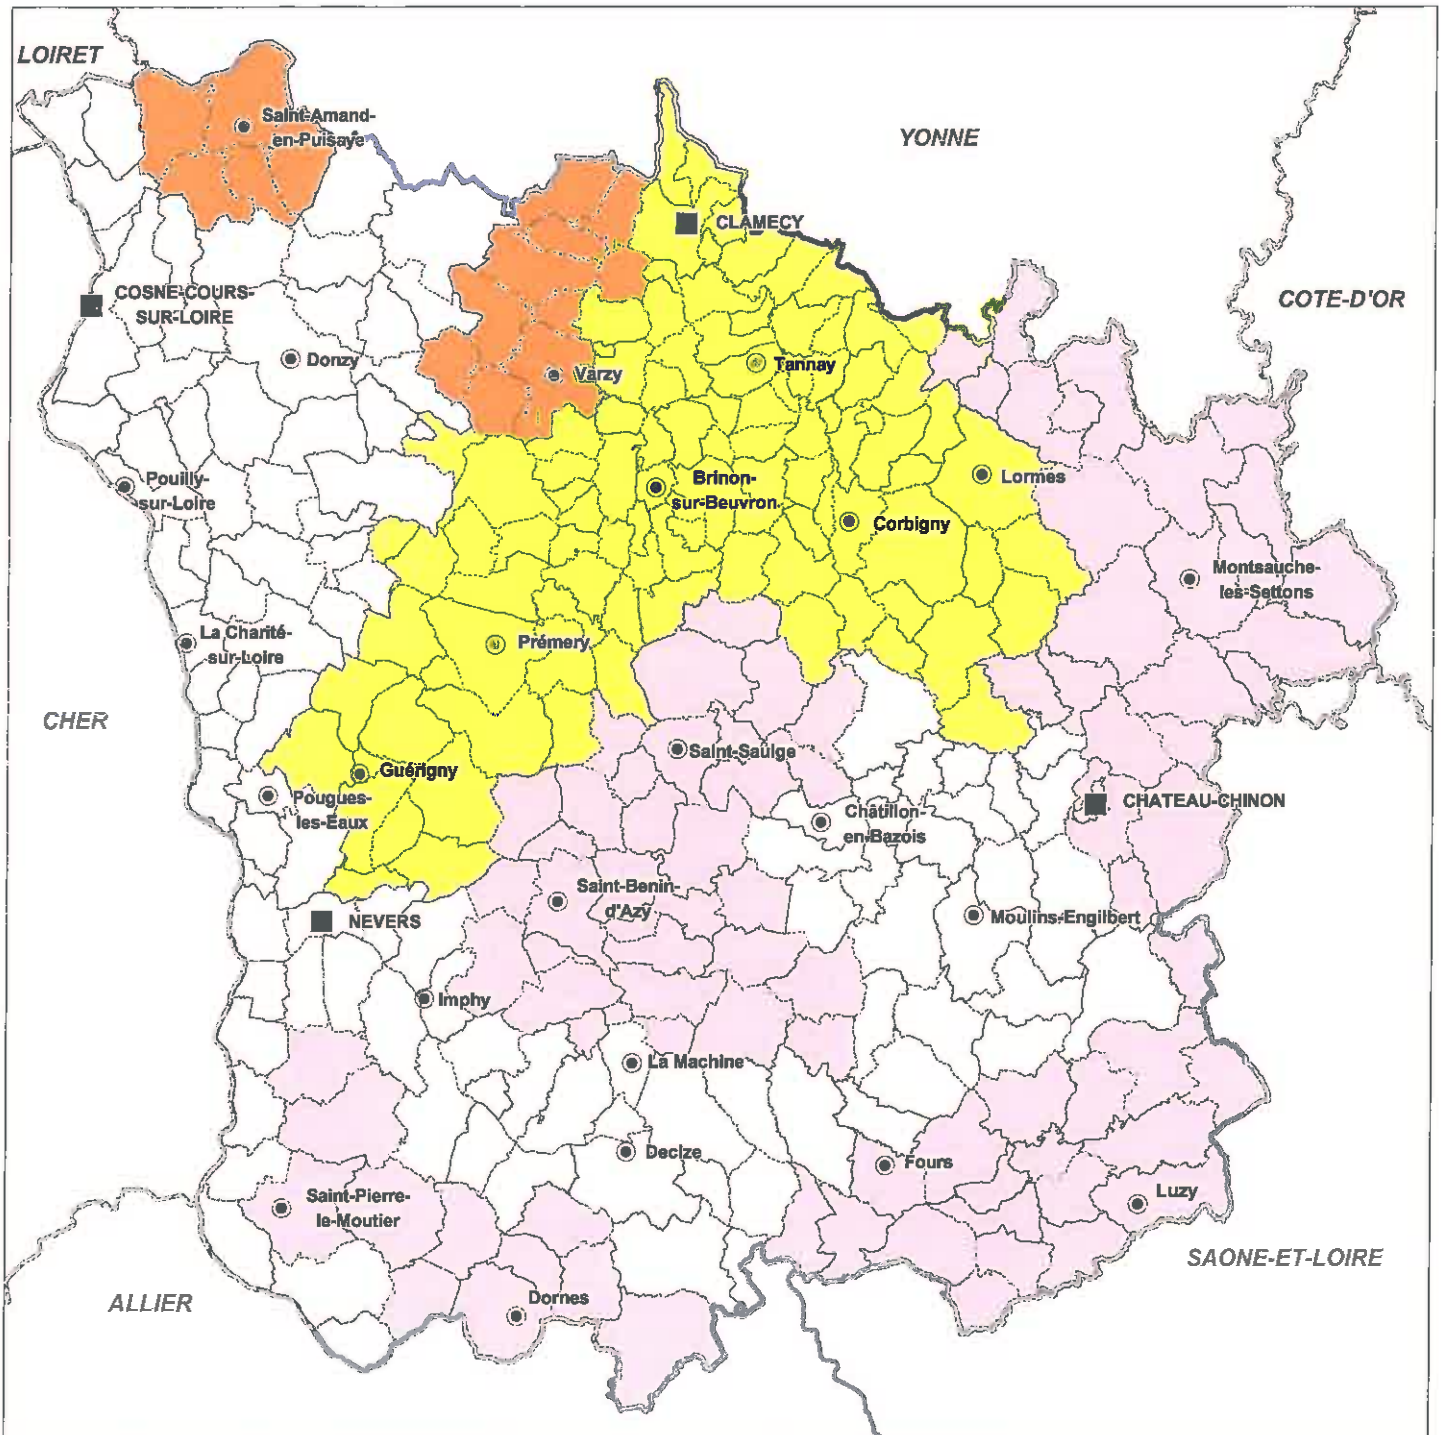 LOIRET
Saint-Amand-
en-Puisaye
YONNE
CLAMECY
COSNE-COURS-
SUR-LOIRE
COTE-D'OR
Donzy
Varzy
Tannay
Pouilly-
sur-Loire
Brinon-
sur-Beuvron
Lormes
Corbigny
Montsauche-
les-Settons
La Charité-
sur-Loire
Prémery
CHER
Saint-Saulge
Guérigny
Pougues-
les-Eaux
Châtillon-
en-Bazois
CHATEAU-CHINON
Saint-Benin-
d'Azy
NEVERS
Moulins-Engilbert
Imphy
La Machine
Decize
Fours
Saint-Pierre-
le-Moutier
Luzy
SAONE-ET-LOIRE
ALLIER
Dornes